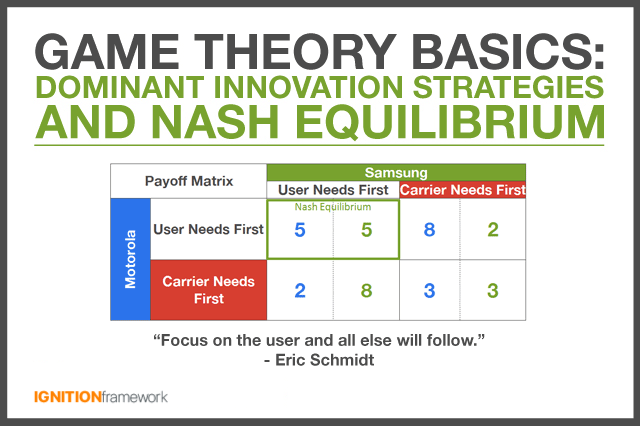 GAME THEORY BASICS:
DOMINANT INNOVATION STRATEGIES
AND NASH EQUILIBRIUM
Payoff Matrix
Samsung
User Needs First
Carrier Needs First
Motorola
User Needs First
Nash Equilibrium
5 5 8 2
Carrier Needs
First
2 8 3 3
“Focus on the user and all else will follow.”
- Eric Schmidt
IGNITIONframework